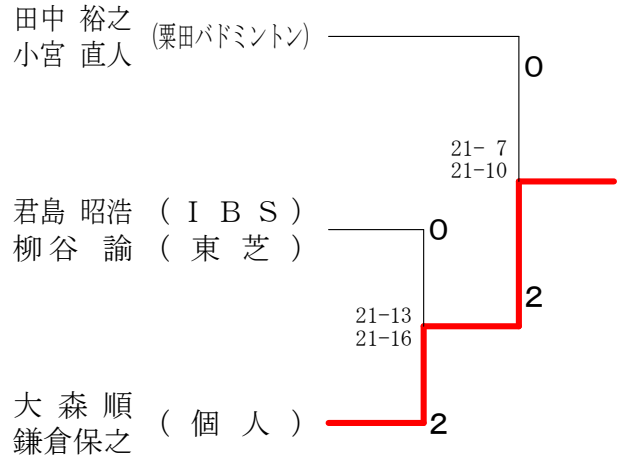 田中 裕之 (粟田バドミントン)
小宮 直人
0
21- 7
21-10
君島 昭浩 (ＩＢＳ)
柳谷 諭 (東芝)
0
2
21-13
21-16
大森順 (個人)
鎌倉保之
2